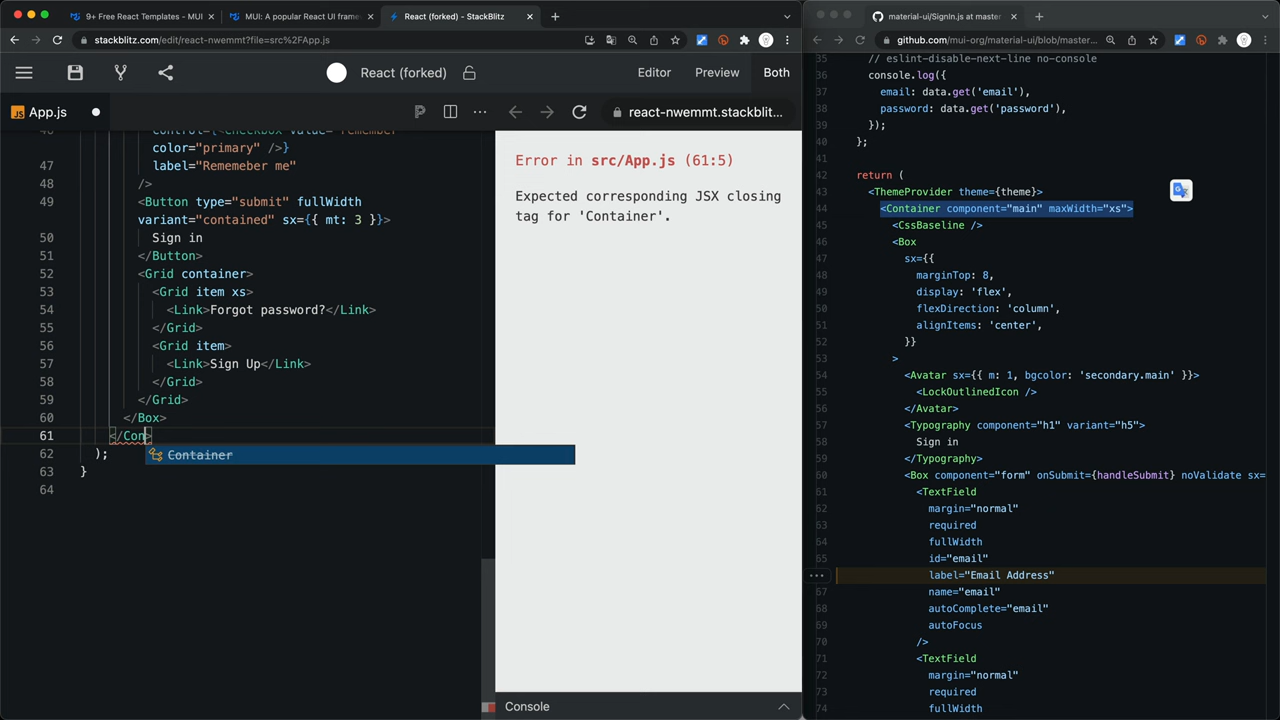 9+ Free React Templates - MUI
MUI: A popular React UI frame
React (forked) - StackBlitz
stackblitz.com/edit/react-nwemmt?file=src%2FApp.js
React (forked)
Editor
Preview
Both
JS
App.js
react-nwemmt.stackblitz...
color="primary" />}
47 label="Rememeber me"
48 />
49 <Button type="submit" fullWidth
variant="contained" sx={{ mt: 3 }}>
50 Sign in
51 </Button>
52 <Grid container>
53 <Grid item xs>
54 <Link>Forgot password?</Link>
55 </Grid>
56 <Grid item>
57 <Link>Sign Up</Link>
58 </Grid>
59 </Grid>
60 </Box>
61 </Con>
Container
62 );
63 }
64
Error in src/App.js (61:5)
Expected corresponding JSX closing
tag for 'Container'.
Console
material-ui/SignIn.js at master
github.com/mui-org/material-ui/blob/master...
35 // eslint-disable-next-line no-console
36 console.log({
37 email: data.get('email'),
38 password: data.get('password'),
39 });
40 };
41
42 return (
43 <ThemeProvider theme={theme}>
44 <Container component="main" maxWidth="xs">
45 <CssBaseline />
46 <Box
47 sx={{
48 marginTop: 8,
49 display: 'flex',
50 flexDirection: 'column',
51 alignItems: 'center',
52 }}
53 >
54 <Avatar sx={{ m: 1, bgcolor: 'secondary.main' }}>
55 <LockOutlinedIcon />
56 </Avatar>
57 <Typography component="h1" variant="h5">
58 Sign in
59 </Typography>
60 <Box component="form" onSubmit={handleSubmit} noValidate sx=
61 <TextField
62 margin="normal"
63 required
64 fullWidth
65 id="email"
label="Email Address"
67 name="email"
68 autoComplete="email"
69 autoFocus
70 />
71 <TextField
72 margin="normal"
73 required
74 fullWidth